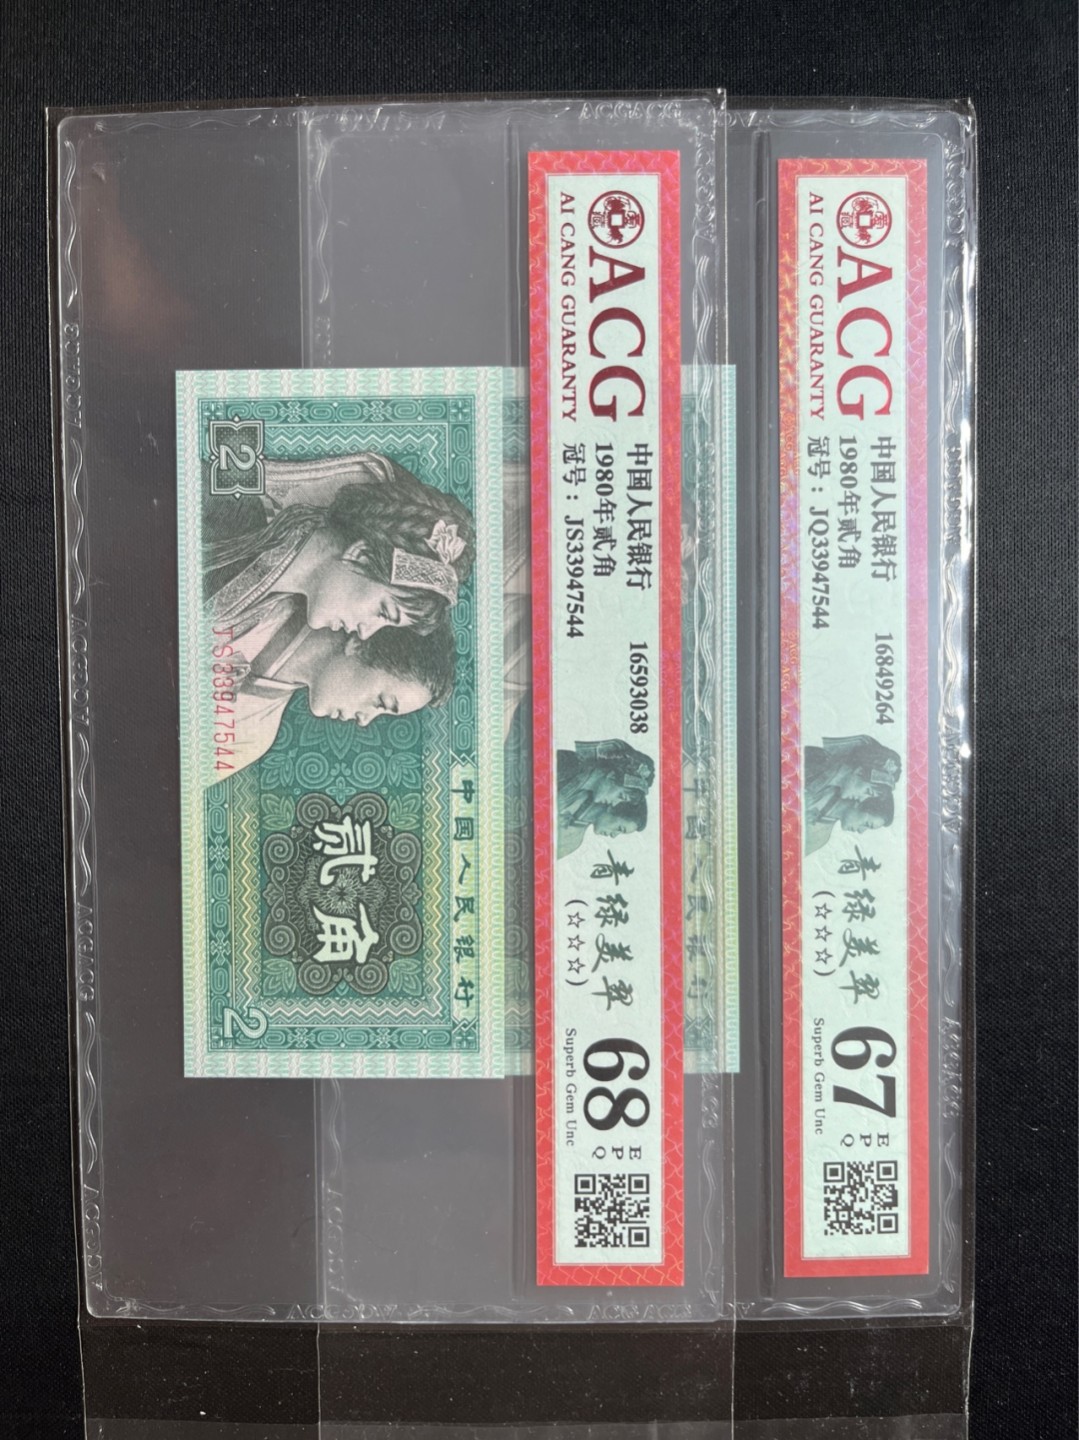 ACG
AI CANG GUARANTY
中国人民银行
1980年贰角
冠号：JQ33947544
16849264
青绿美翠
(☆☆☆)
67
EPQ
Superb Gem Unc
ACG
AI CANG GUARANTY
中国人民银行
1980年贰角
冠号：JS33947544
16593038
青绿美翠
(☆☆☆)
68
EPQ
Superb Gem Unc
中国人民银行
贰角
2
JS33947544
2